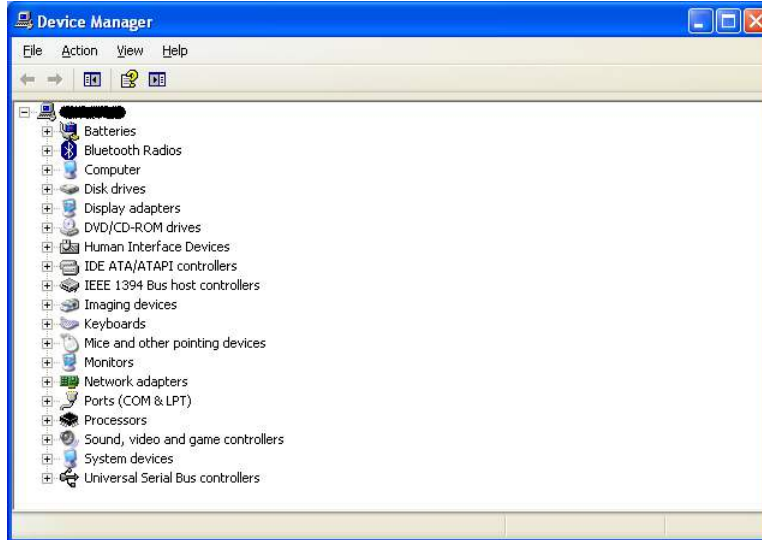 Device Manager
File Action View Help
Batteries
Bluetooth Radios
Computer
Disk drives
Display adapters
DVD/CD-ROM drives
Human Interface Devices
IDE ATA/ATAPI controllers
IEEE 1394 Bus host controllers
Imaging devices
Keyboards
Mice and other pointing devices
Monitors
Network adapters
Ports (COM & LPT)
Processors
Sound, video and game controllers
System devices
Universal Serial Bus controllers